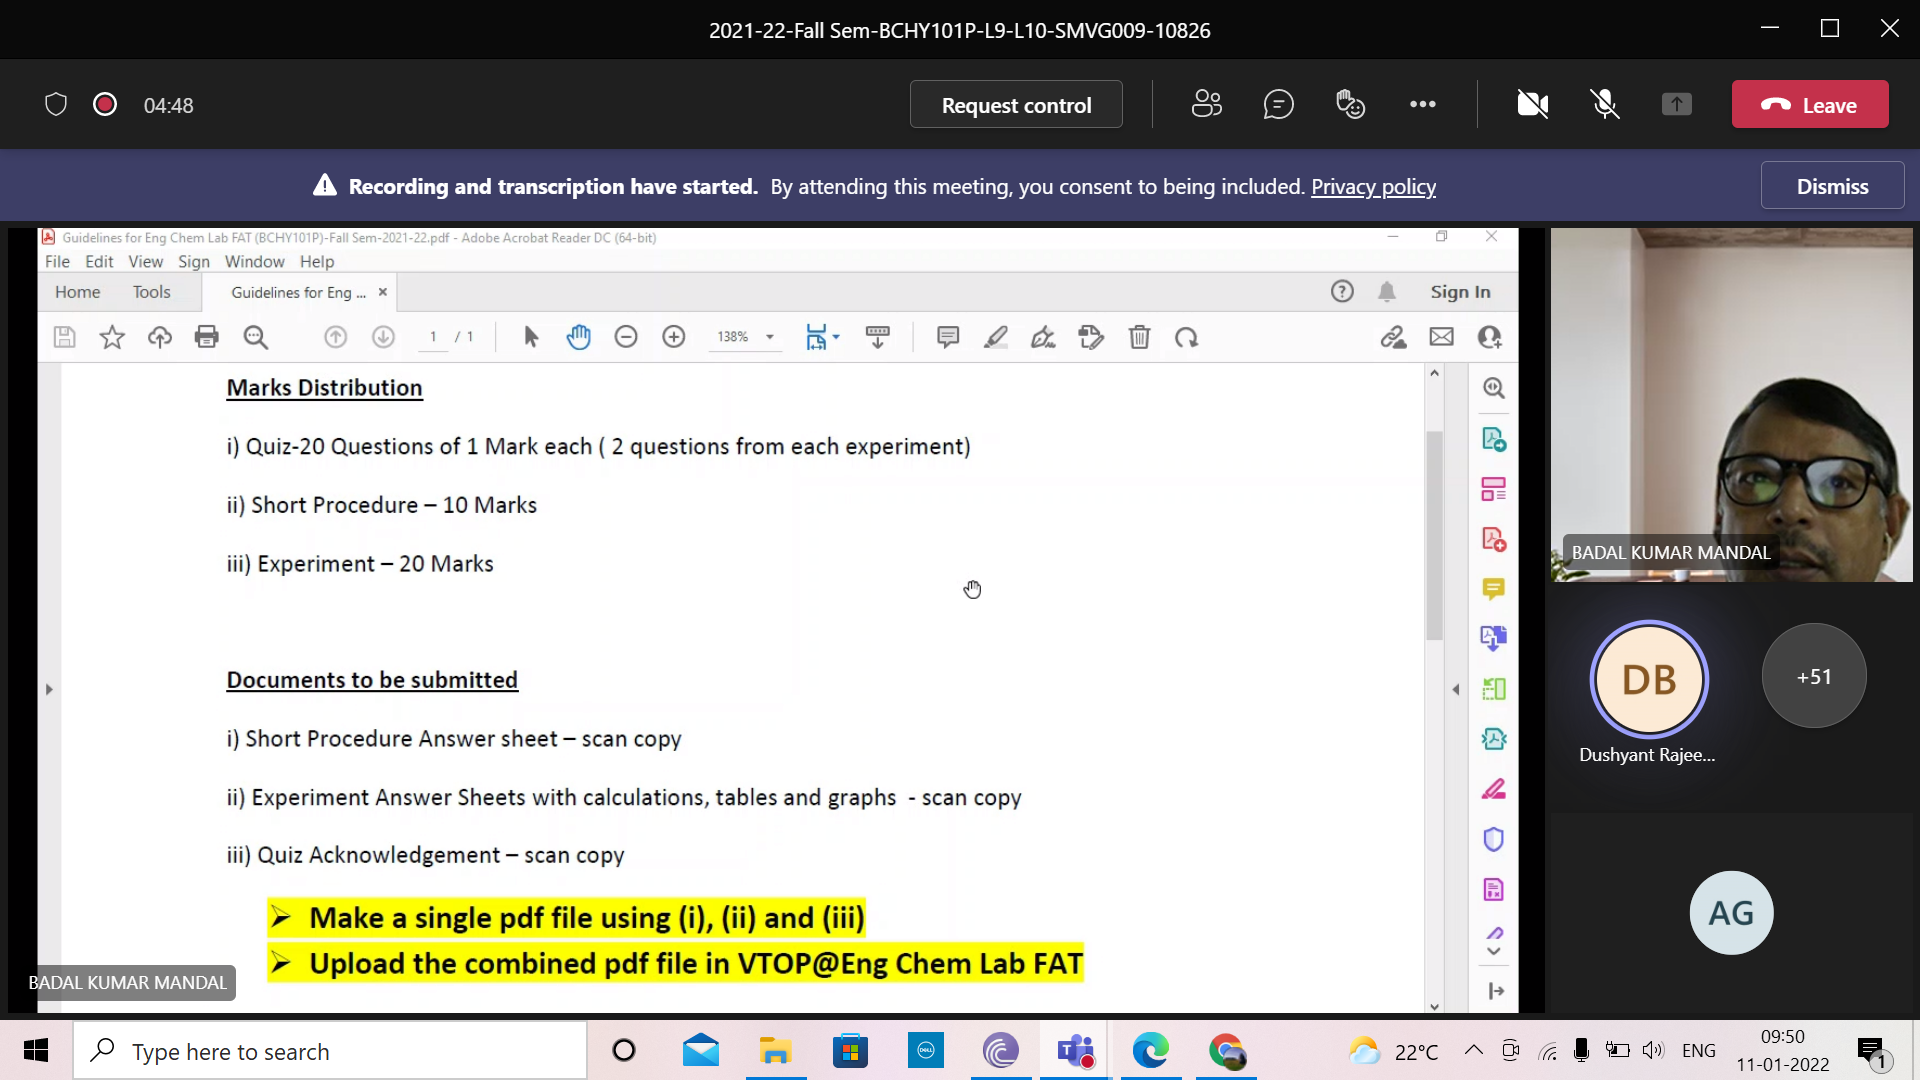 2021-22-Fall Sem-BCHY101P-L9-L10-SMVG009-10826
04:48
Request control
Leave
Recording and transcription have started. By attending this meeting, you consent to being included. Privacy policy
Dismiss
Guidelines for Eng Chem Lab FAT (BCHY101P)-Fall Sem-2021-22.pdf - Adobe Acrobat Reader DC (64-bit)
File Edit View Sign Window Help
Home Tools Guidelines for Eng ... Sign In
1 / 1 138%
Marks Distribution
i) Quiz-20 Questions of 1 Mark each ( 2 questions from each experiment)
ii) Short Procedure – 10 Marks
iii) Experiment – 20 Marks
Documents to be submitted
i) Short Procedure Answer sheet – scan copy
ii) Experiment Answer Sheets with calculations, tables and graphs - scan copy
iii) Quiz Acknowledgement – scan copy
➢ Make a single pdf file using (i), (ii) and (iii)
➢ Upload the combined pdf file in VTOP@Eng Chem Lab FAT
BADAL KUMAR MANDAL
BADAL KUMAR MANDAL
DB
+51
Dushyant Rajee...
AG
Type here to search
DELL
22°C
ENG
09:50
11-01-2022
1